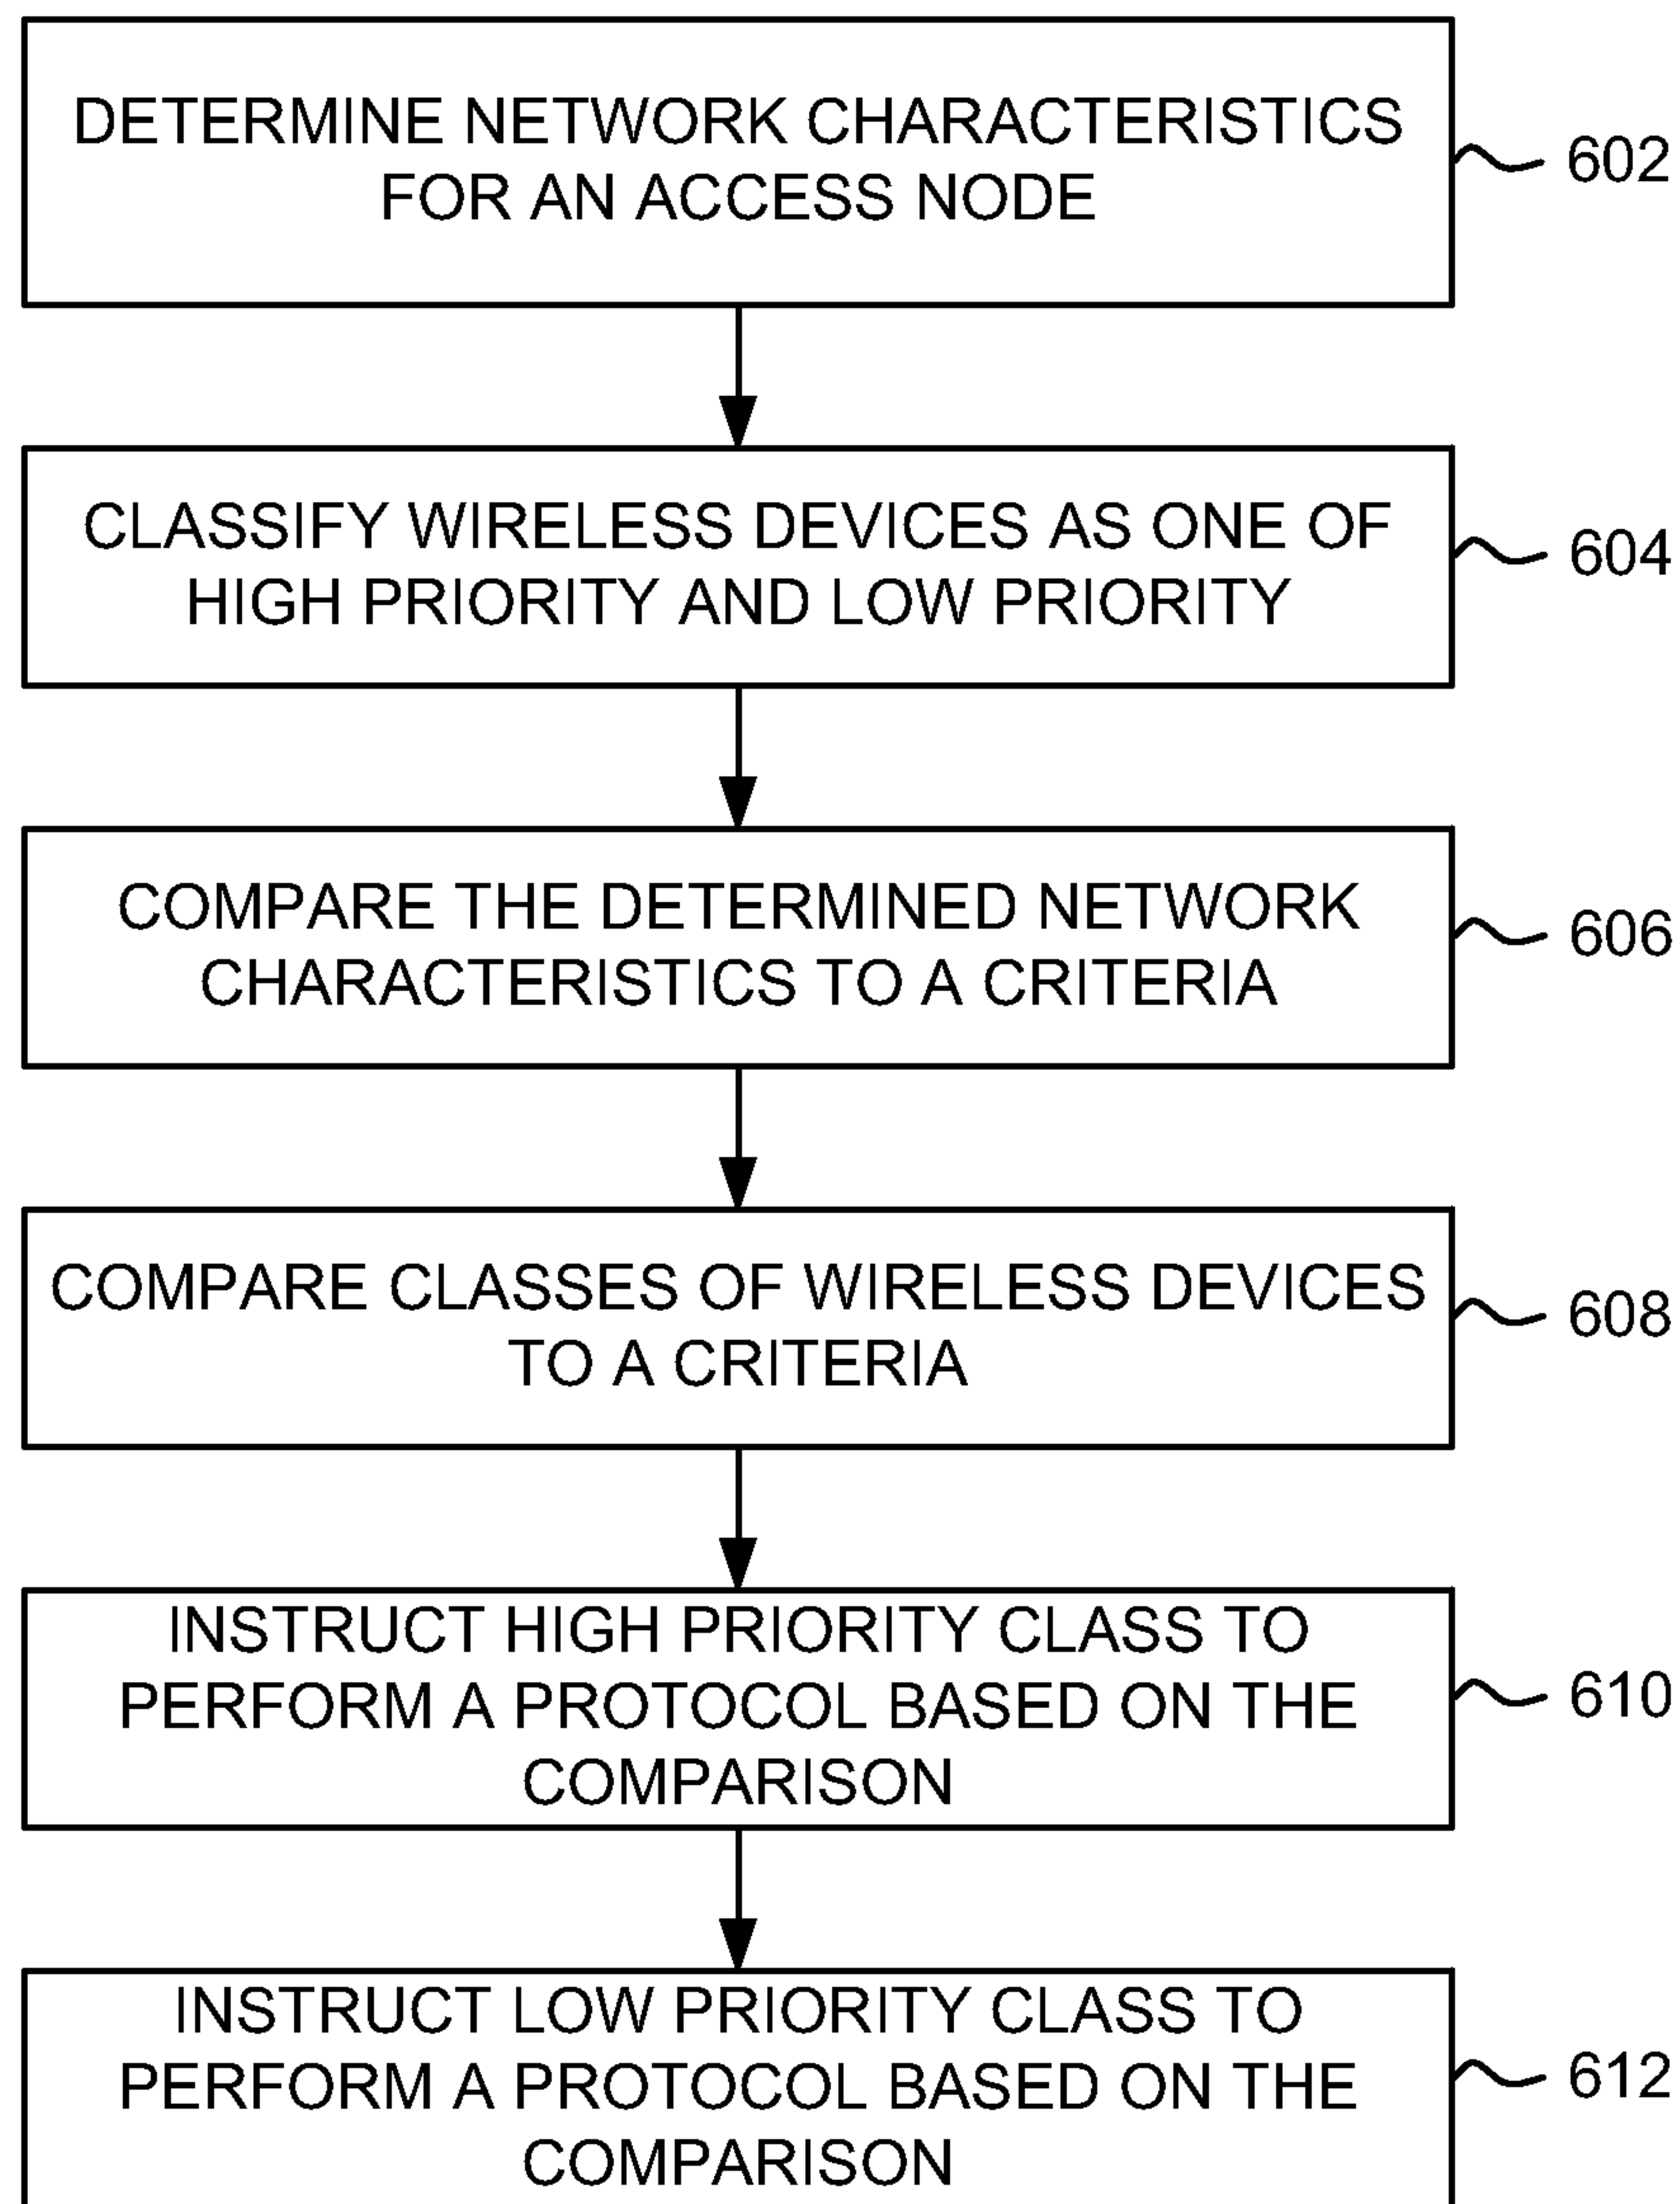 DETERMINE NETWORK CHARACTERISTICS
FOR AN ACCESS NODE
602
CLASSIFY WIRELESS DEVICES AS ONE OF
HIGH PRIORITY AND LOW PRIORITY
604
COMPARE THE DETERMINED NETWORK
CHARACTERISTICS TO A CRITERIA
606
COMPARE CLASSES OF WIRELESS DEVICES
TO A CRITERIA
608
INSTRUCT HIGH PRIORITY CLASS TO
PERFORM A PROTOCOL BASED ON THE
COMPARISON
610
INSTRUCT LOW PRIORITY CLASS TO
PERFORM A PROTOCOL BASED ON THE
COMPARISON
612